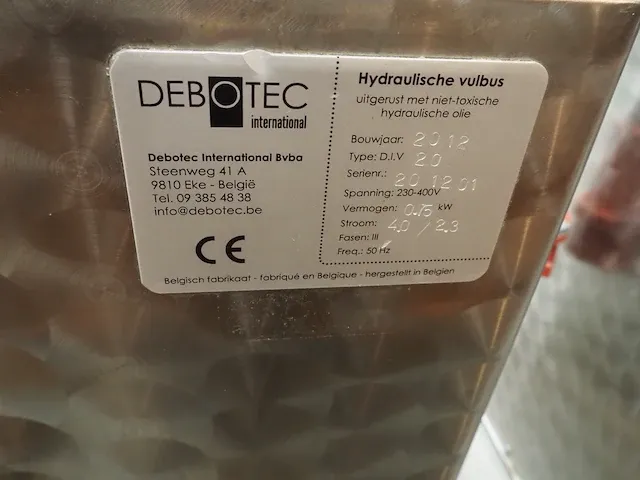 DEBOTEC
international
Debotec International Bvba
Steenweg 41 A
9810 Eke - België
Tel. 09 385 48 38
info@debotec.be
CE
Hydraulische vulbus
uitgerust met niet-toxische
hydraulische olie
Bouwjaar: 2012
Type: D.I.V 20
Serienr.: 20 12 01
Spanning: 230-400V
Vermogen: 0.75 kW
Stroom: 4,0 / 2.3
Fasen: III
Freq.: 50 Hz
Belgisch fabrikaat - fabriqué en Belgique - hergestellt in Belgien